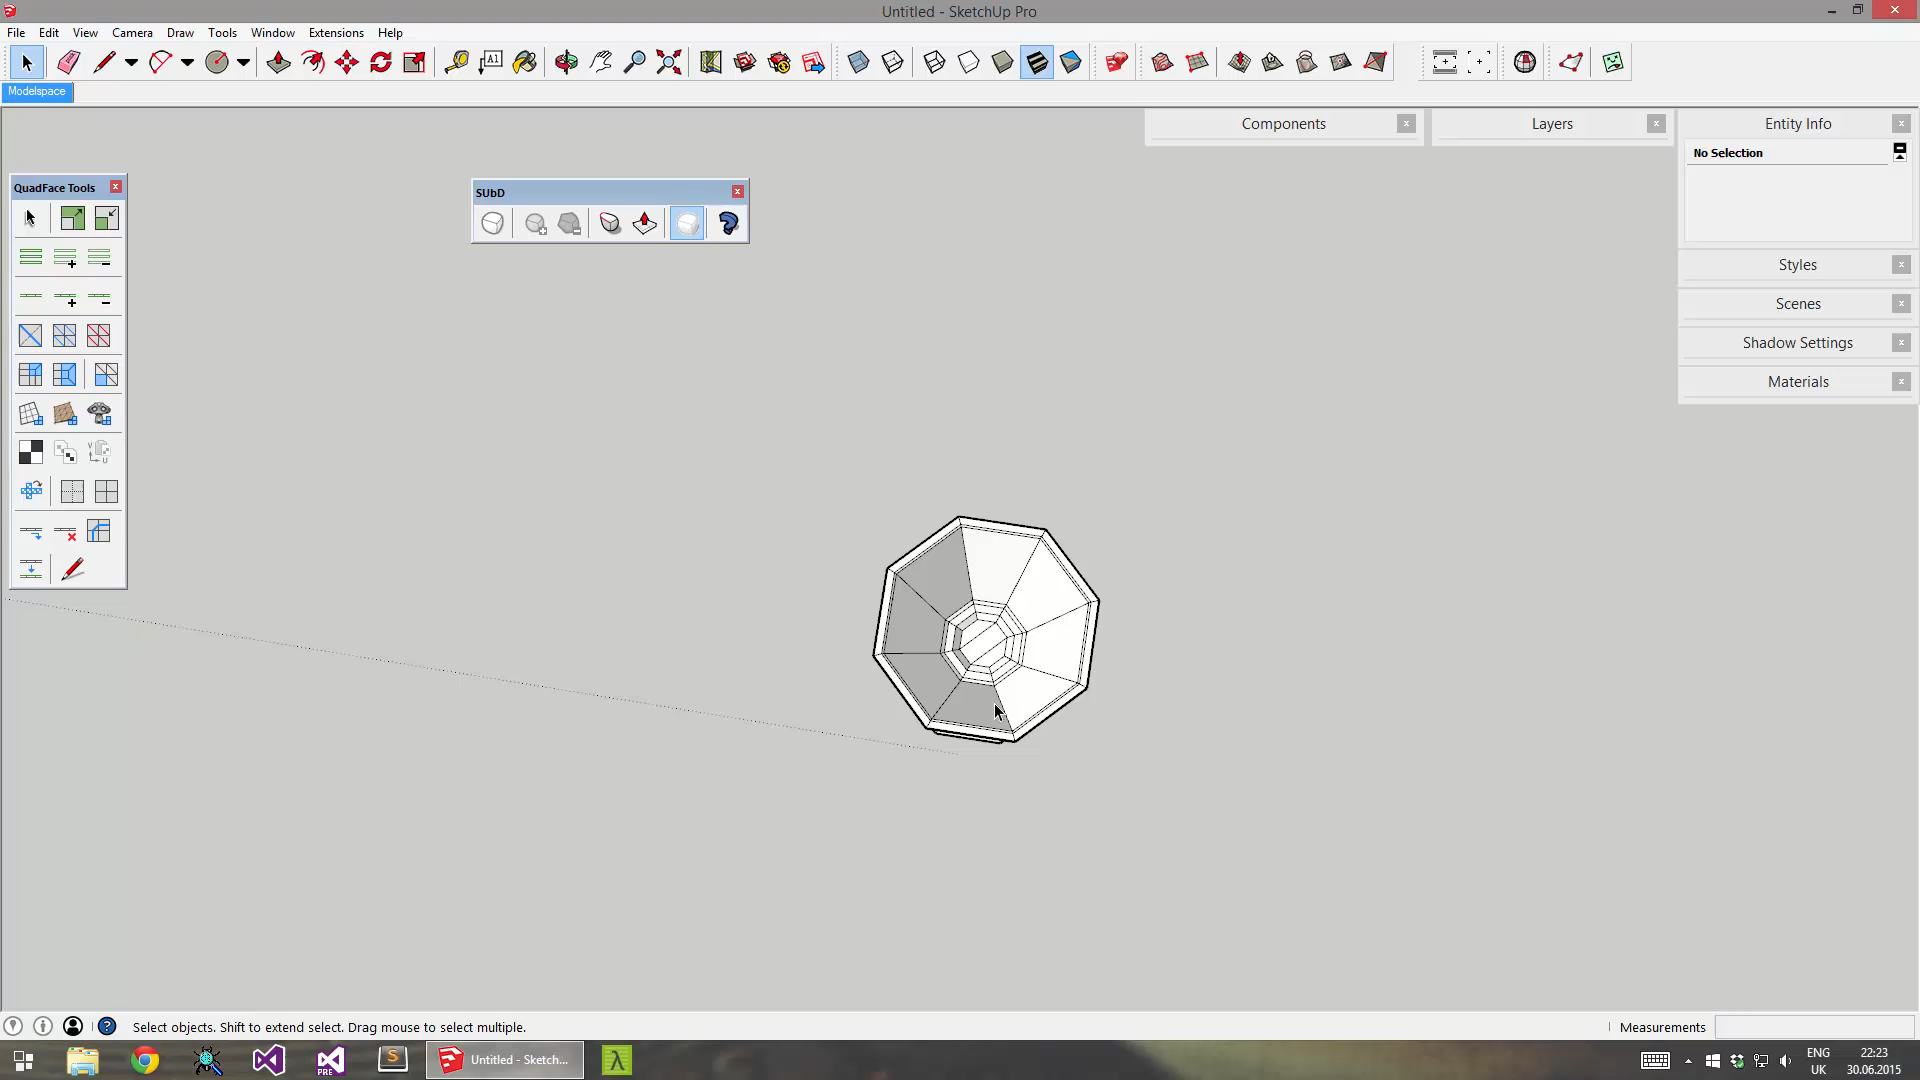 Untitled - SketchUp Pro
File Edit View Camera Draw Tools Window Extensions Help
A1
Modelspace
Components
Layers
Entity Info
No Selection
QuadFace Tools
SUbD
Styles
Scenes
Shadow Settings
Materials
Select objects. Shift to extend select. Drag mouse to select multiple.
Measurements
PRE
Untitled - Sketch...
ENG
UK
22:23
30.06.2015